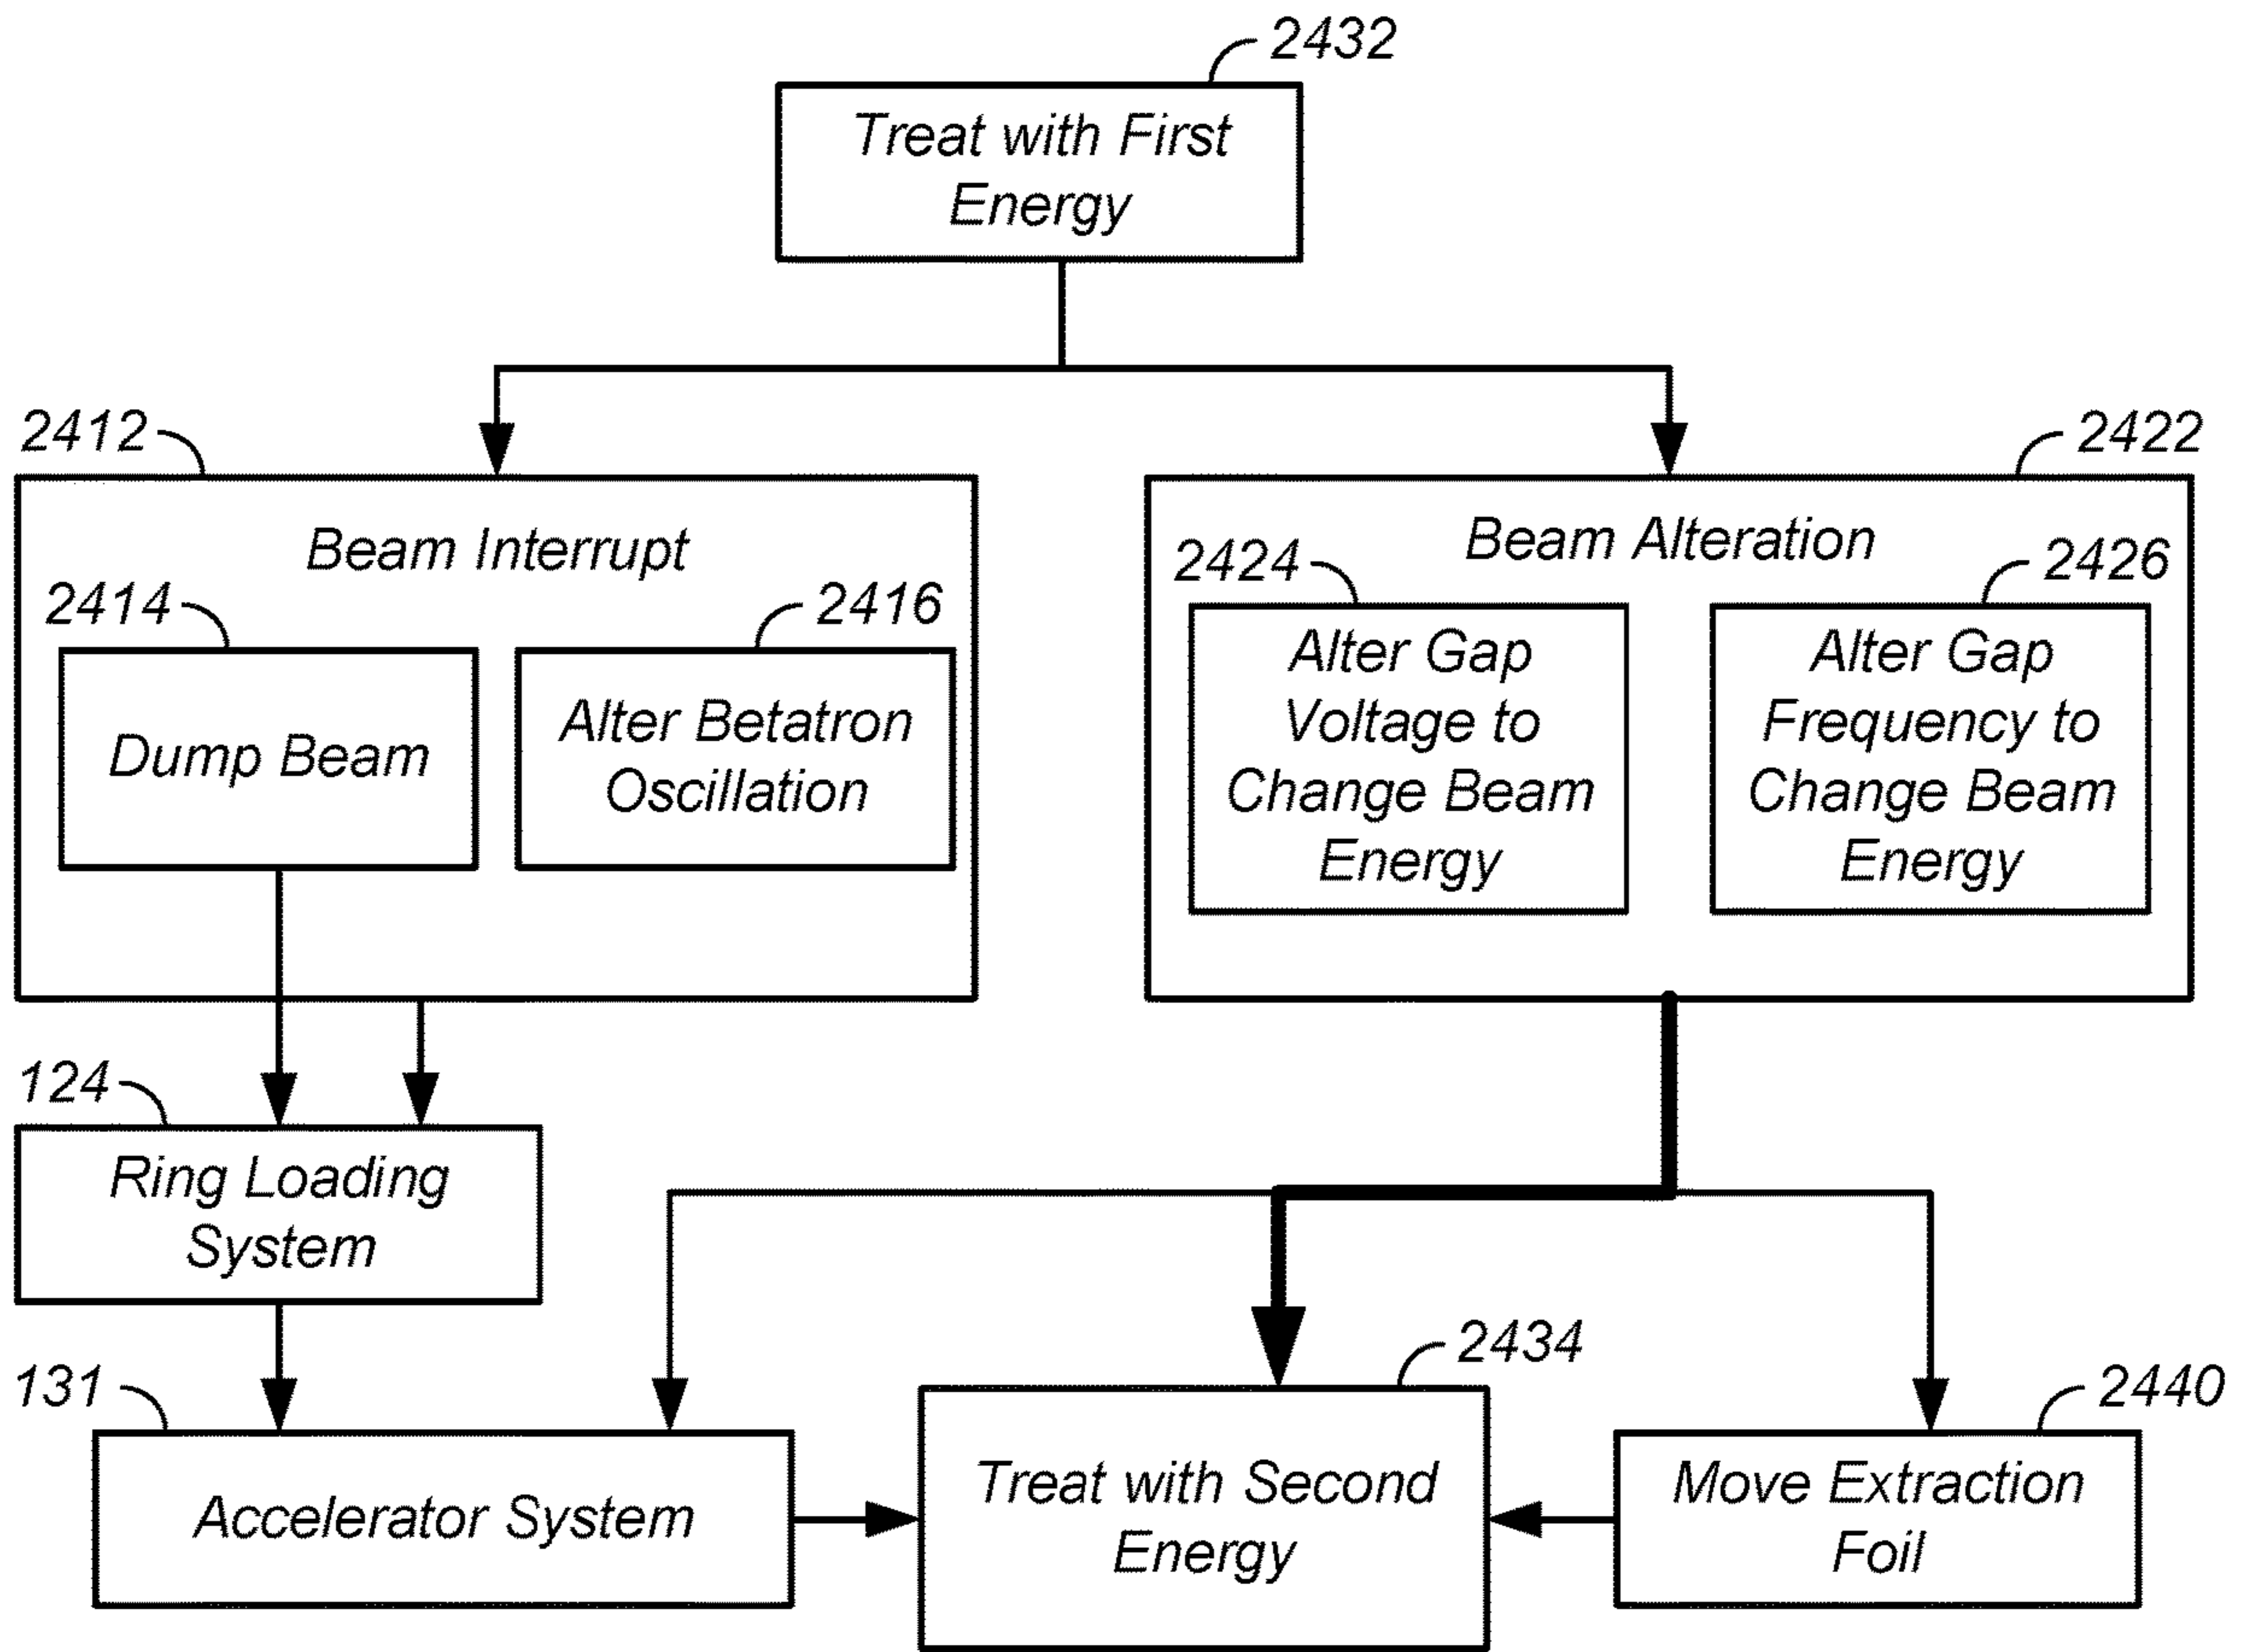 2432
Treat with First
Energy
2412
Beam Interrupt
2414
Dump Beam
2416
Alter Betatron
Oscillation
2422
Beam Alteration
2424
Alter Gap
Voltage to
Change Beam
Energy
2426
Alter Gap
Frequency to
Change Beam
Energy
124
Ring Loading
System
131
Accelerator System
2434
Treat with Second
Energy
2440
Move Extraction
Foil